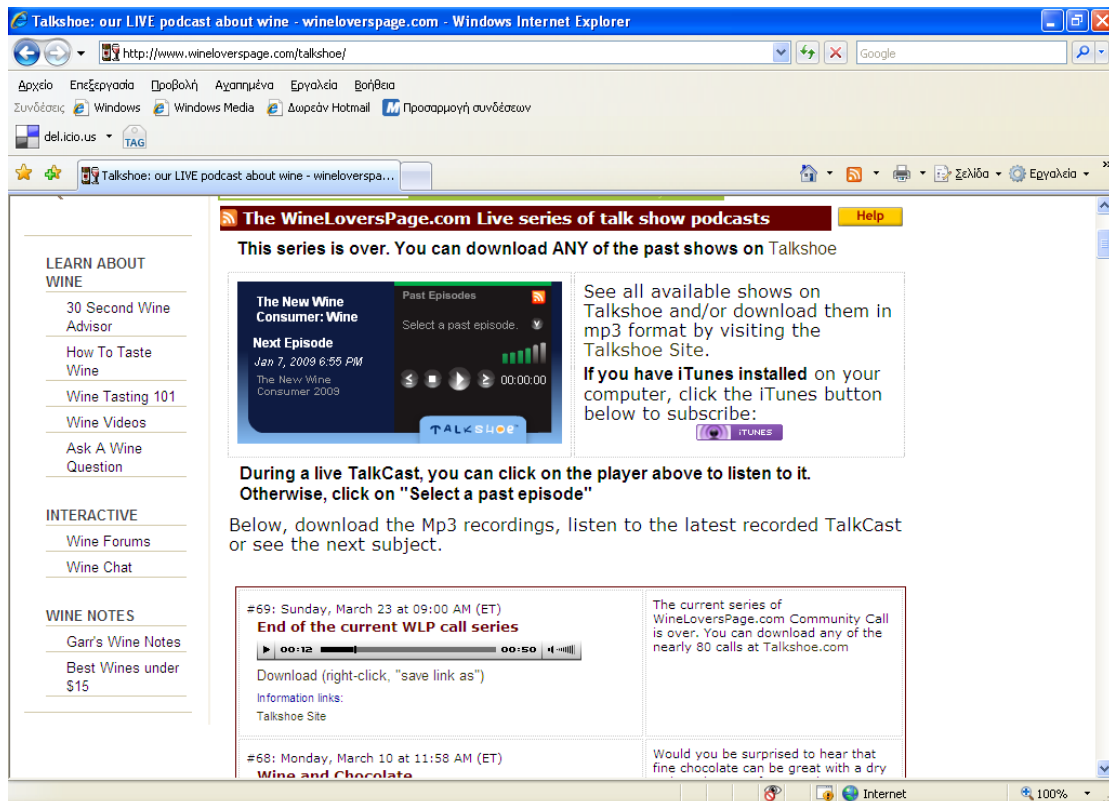 Talkshoe: our LIVE podcast about wine - wineloverspage.com - Windows Internet Explorer
http://www.wineloverspage.com/talkshoe/
Google
Αρχείο Επεξεργασία Προβολή Αγαπημένα Εργαλεία Βοήθεια
Συνδέσεις Windows Windows Media Δωρεάν Hotmail Προσαρμογή συνδέσεων
del.icio.us TAG
Talkshoe: our LIVE podcast about wine - wineloverspa...
Σελίδα Εργαλεία
LEARN ABOUT
WINE
30 Second Wine
Advisor
How To Taste
Wine
Wine Tasting 101
Wine Videos
Ask A Wine
Question
INTERACTIVE
Wine Forums
Wine Chat
WINE NOTES
Garr's Wine Notes
Best Wines under
$15
The WineLoversPage.com Live series of talk show podcasts
Help
This series is over. You can download ANY of the past shows on Talkshoe
The New Wine
Consumer: Wine
Next Episode
Jan 7, 2009 6:55 PM
The New Wine
Consumer 2009
Past Episodes
Select a past episode.
00:00:00
TALKSHOE
See all available shows on
Talkshoe and/or download them in
mp3 format by visiting the
Talkshoe Site.
If you have iTunes installed on your
computer, click the iTunes button
below to subscribe:
iTUNES
During a live TalkCast, you can click on the player above to listen to it.
Otherwise, click on "Select a past episode"
Below, download the Mp3 recordings, listen to the latest recorded TalkCast
or see the next subject.
#69: Sunday, March 23 at 09:00 AM (ET)
End of the current WLP call series
00:12 00:50
Download (right-click, "save link as")
Information links:
Talkshoe Site
The current series of
WineLoversPage.com Community Call
is over. You can download any of the
nearly 80 calls at Talkshoe.com
#68: Monday, March 10 at 11:58 AM (ET)
Wine and Chocolate
Would you be surprised to hear that
fine chocolate can be great with a dry
Internet
100%